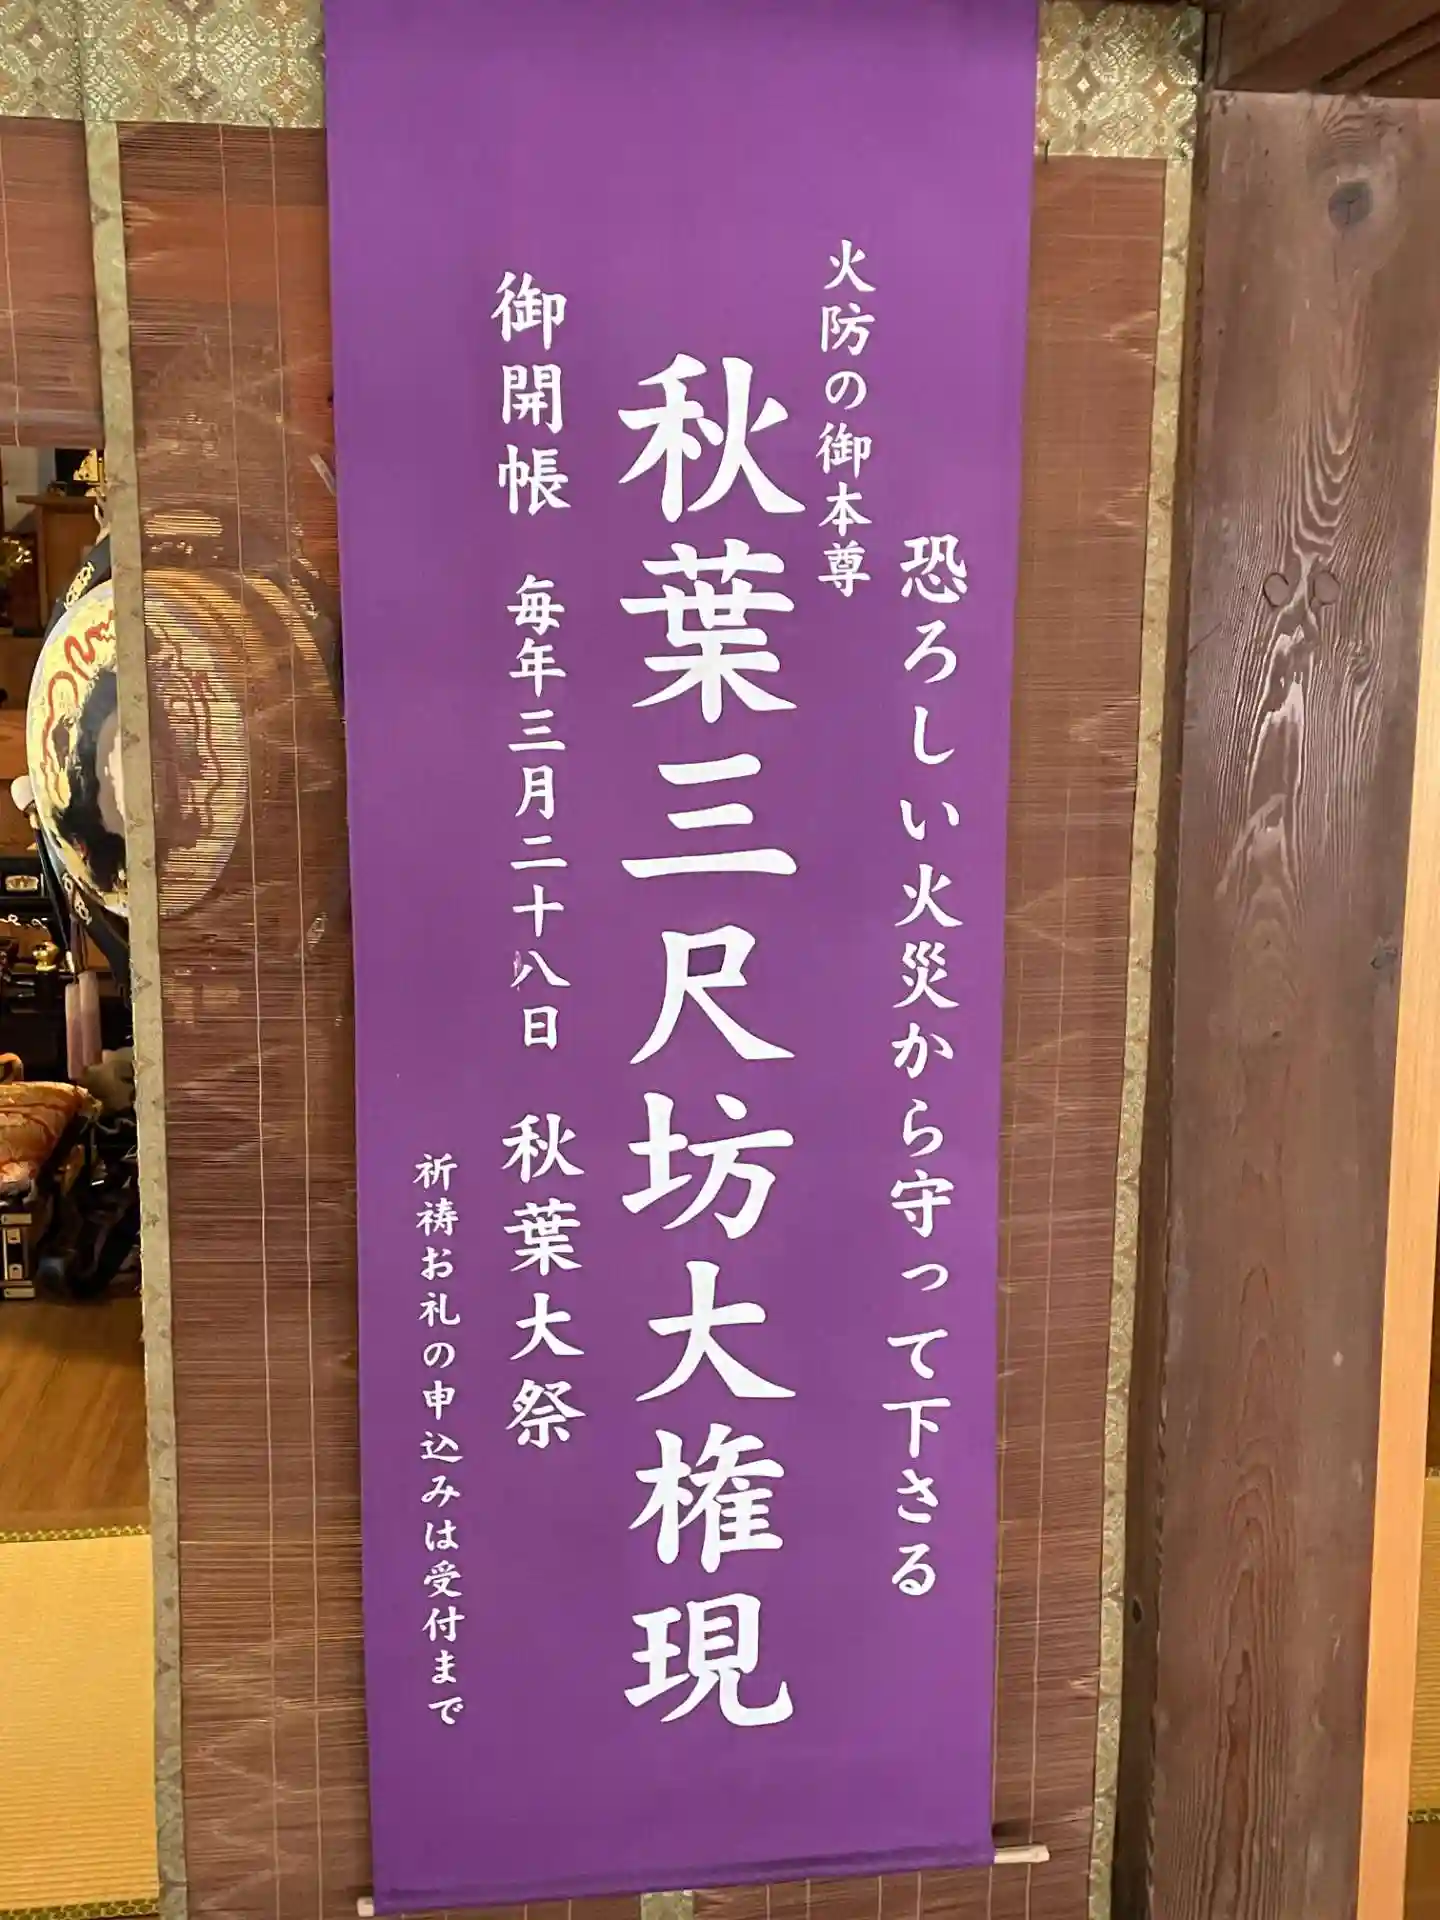 恐ろしい火災から守って下さる
火防の御本尊
秋葉三尺坊大権現
御開帳 毎年三月二十八日 秋葉大祭
祈祷お礼の申込みは受付まで